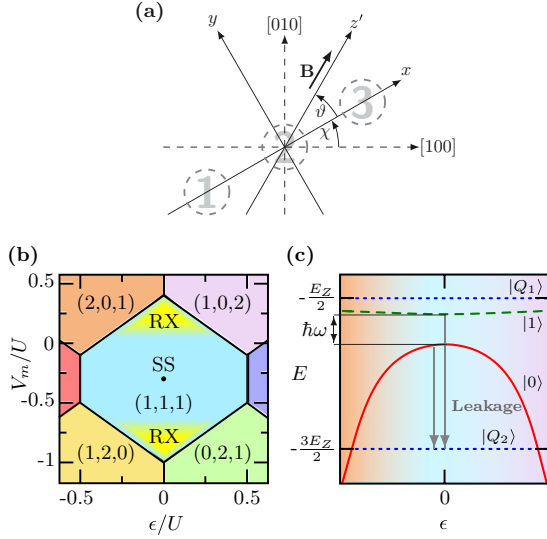 (a)
y
[010]
z′
B
x
3
ϑ
χ
2
[100]
1
(b)
(c)
0.5
0
-0.5
-1
V_m/U
(2,0,1)
(1,0,2)
RX
SS
(1,1,1)
RX
(1,2,0)
(0,2,1)
-0.5
0
0.5
ϵ/U
-E_Z/2
|Q_1⟩
|1⟩
ħω
E
|0⟩
Leakage
-3E_Z/2
|Q_2⟩
0
ϵ